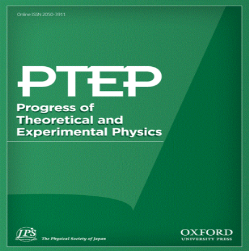 Online ISSN 2050-3911
PTEP
Progress of
Theoretical and
Experimental Physics
JPS
The Physical Society of Japan
OXFORD
UNIVERSITY PRESS